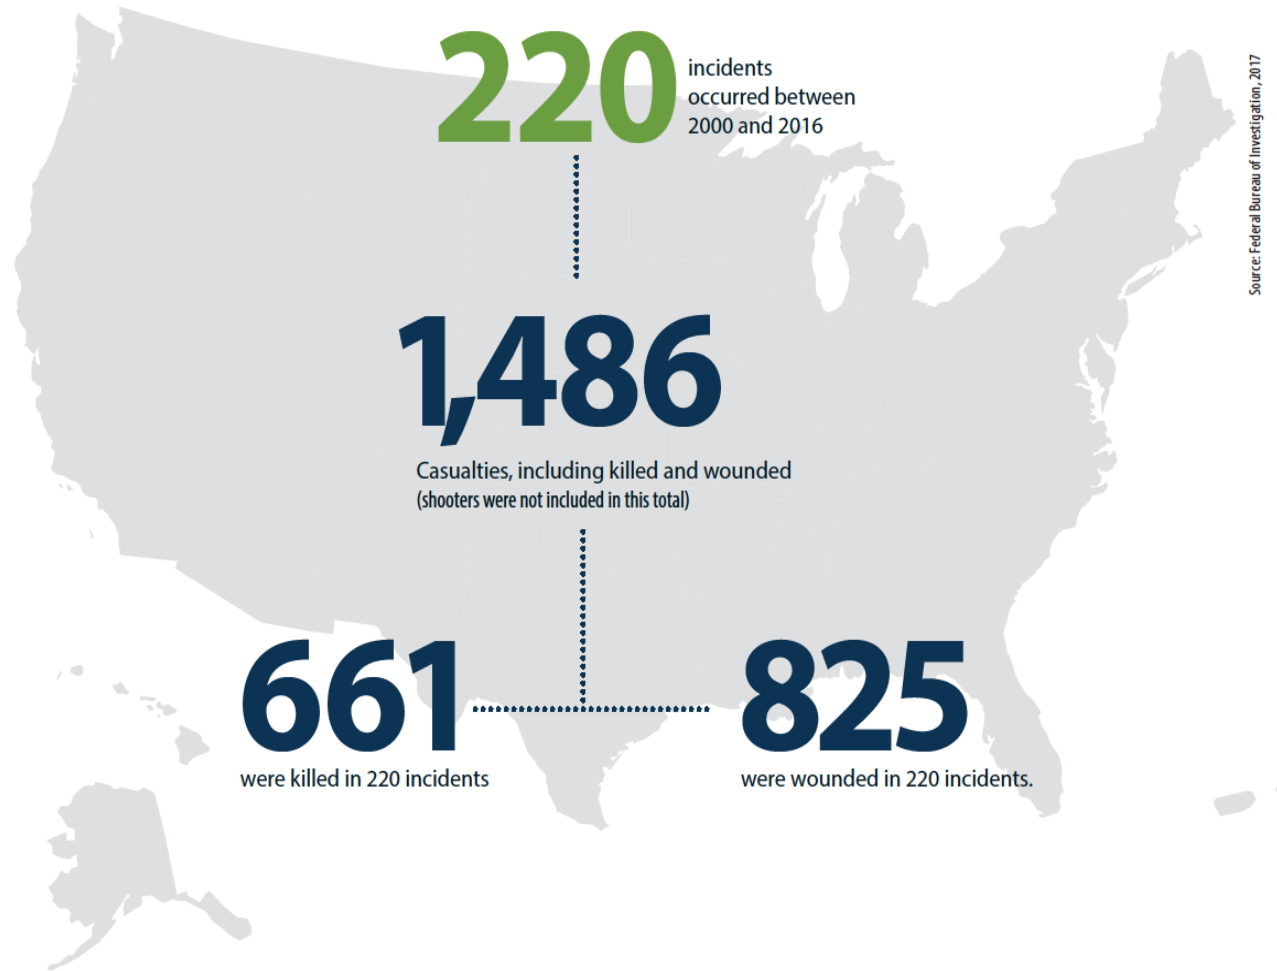 220
incidents
occurred between
2000 and 2016
Source: Federal Bureau of Investigation, 2017
1,486
Casualties, including killed and wounded
(shooters were not included in this total)
661
were killed in 220 incidents
825
were wounded in 220 incidents.